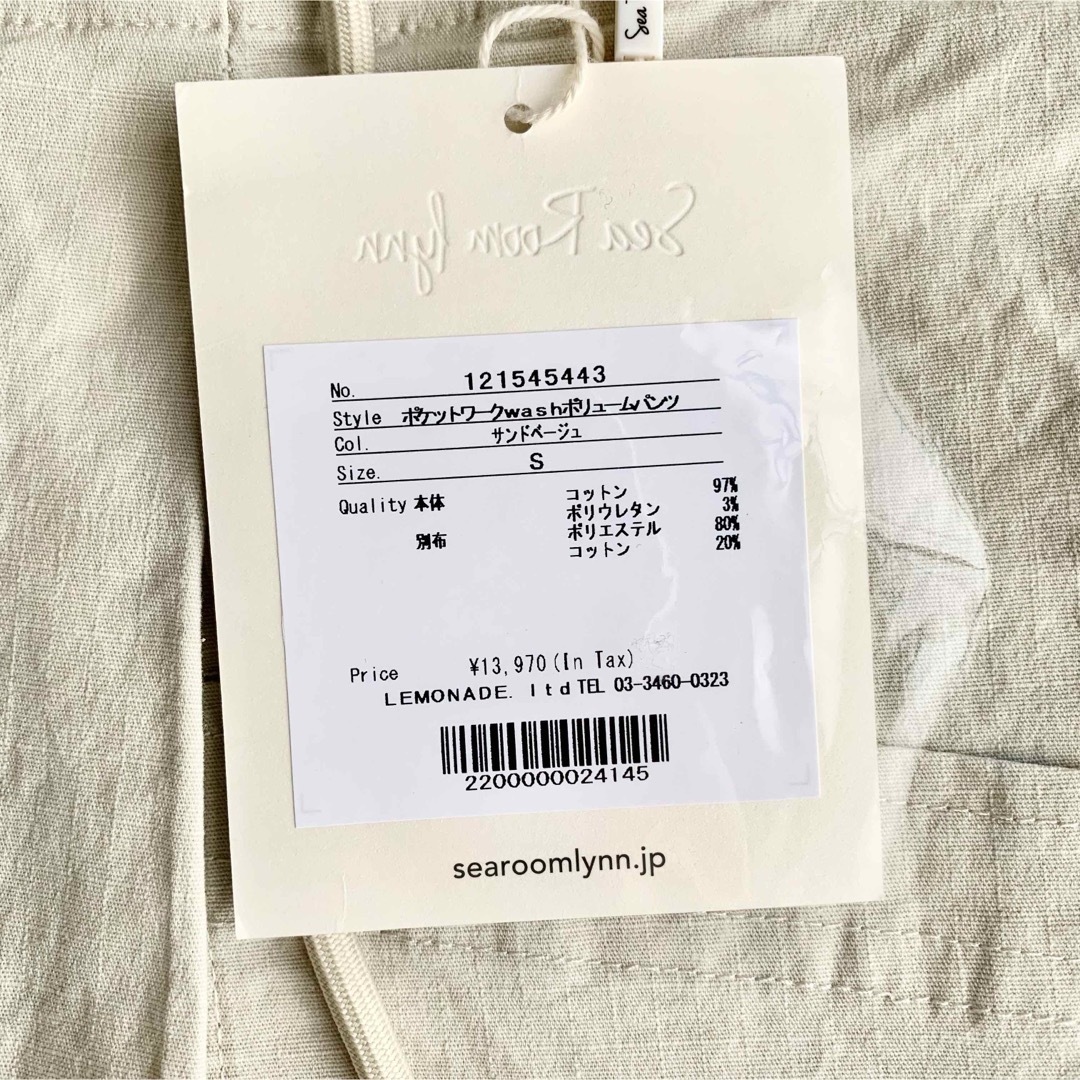 Sea
Sea Room lynn
No. 121545443
Style ポケットワークwashボリュームパンツ
Col. サンドベージュ
Size. S
Quality 本体 コットン 97%
ポリウレタン 3%
別布 ポリエステル 80%
コットン 20%
Price ¥13,970(In Tax)
LEMONADE. ltd TEL 03-3460-0323
2200000024145
searoomlynn.jp